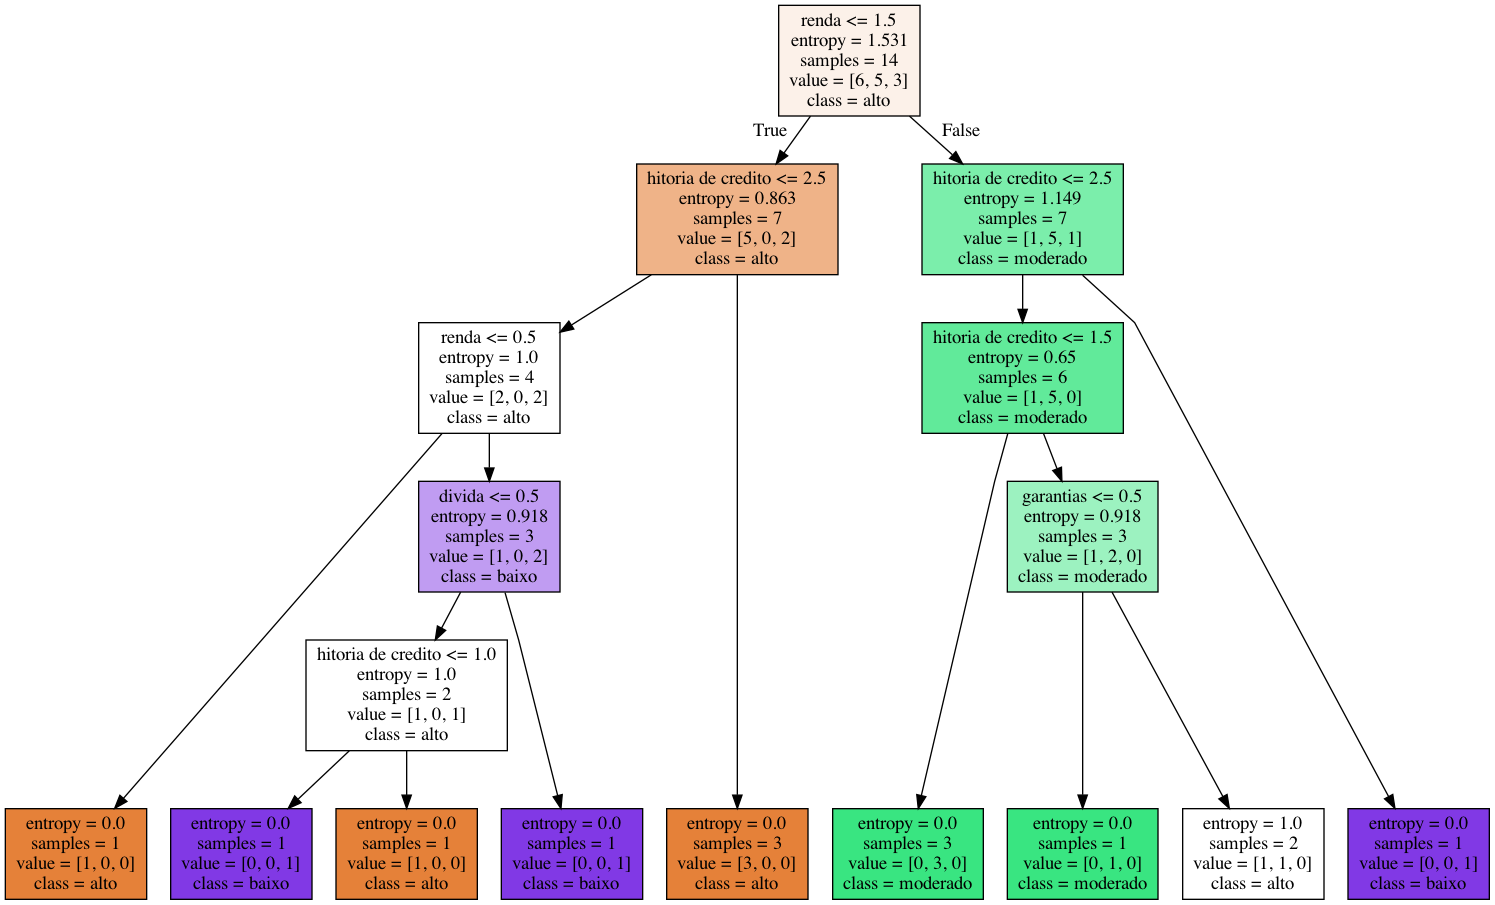 renda <= 1.5
entropy = 1.531
samples = 14
value = [6, 5, 3]
class = alto
True
False
hitoria de credito <= 2.5
entropy = 0.863
samples = 7
value = [5, 0, 2]
class = alto
hitoria de credito <= 2.5
entropy = 1.149
samples = 7
value = [1, 5, 1]
class = moderado
renda <= 0.5
entropy = 1.0
samples = 4
value = [2, 0, 2]
class = alto
hitoria de credito <= 1.5
entropy = 0.65
samples = 6
value = [1, 5, 0]
class = moderado
divida <= 0.5
entropy = 0.918
samples = 3
value = [1, 0, 2]
class = baixo
garantias <= 0.5
entropy = 0.918
samples = 3
value = [1, 2, 0]
class = moderado
hitoria de credito <= 1.0
entropy = 1.0
samples = 2
value = [1, 0, 1]
class = alto
entropy = 0.0
samples = 1
value = [1, 0, 0]
class = alto
entropy = 0.0
samples = 1
value = [0, 0, 1]
class = baixo
entropy = 0.0
samples = 1
value = [1, 0, 0]
class = alto
entropy = 0.0
samples = 1
value = [0, 0, 1]
class = baixo
entropy = 0.0
samples = 3
value = [3, 0, 0]
class = alto
entropy = 0.0
samples = 3
value = [0, 3, 0]
class = moderado
entropy = 0.0
samples = 1
value = [0, 1, 0]
class = moderado
entropy = 1.0
samples = 2
value = [1, 1, 0]
class = alto
entropy = 0.0
samples = 1
value = [0, 0, 1]
class = baixo